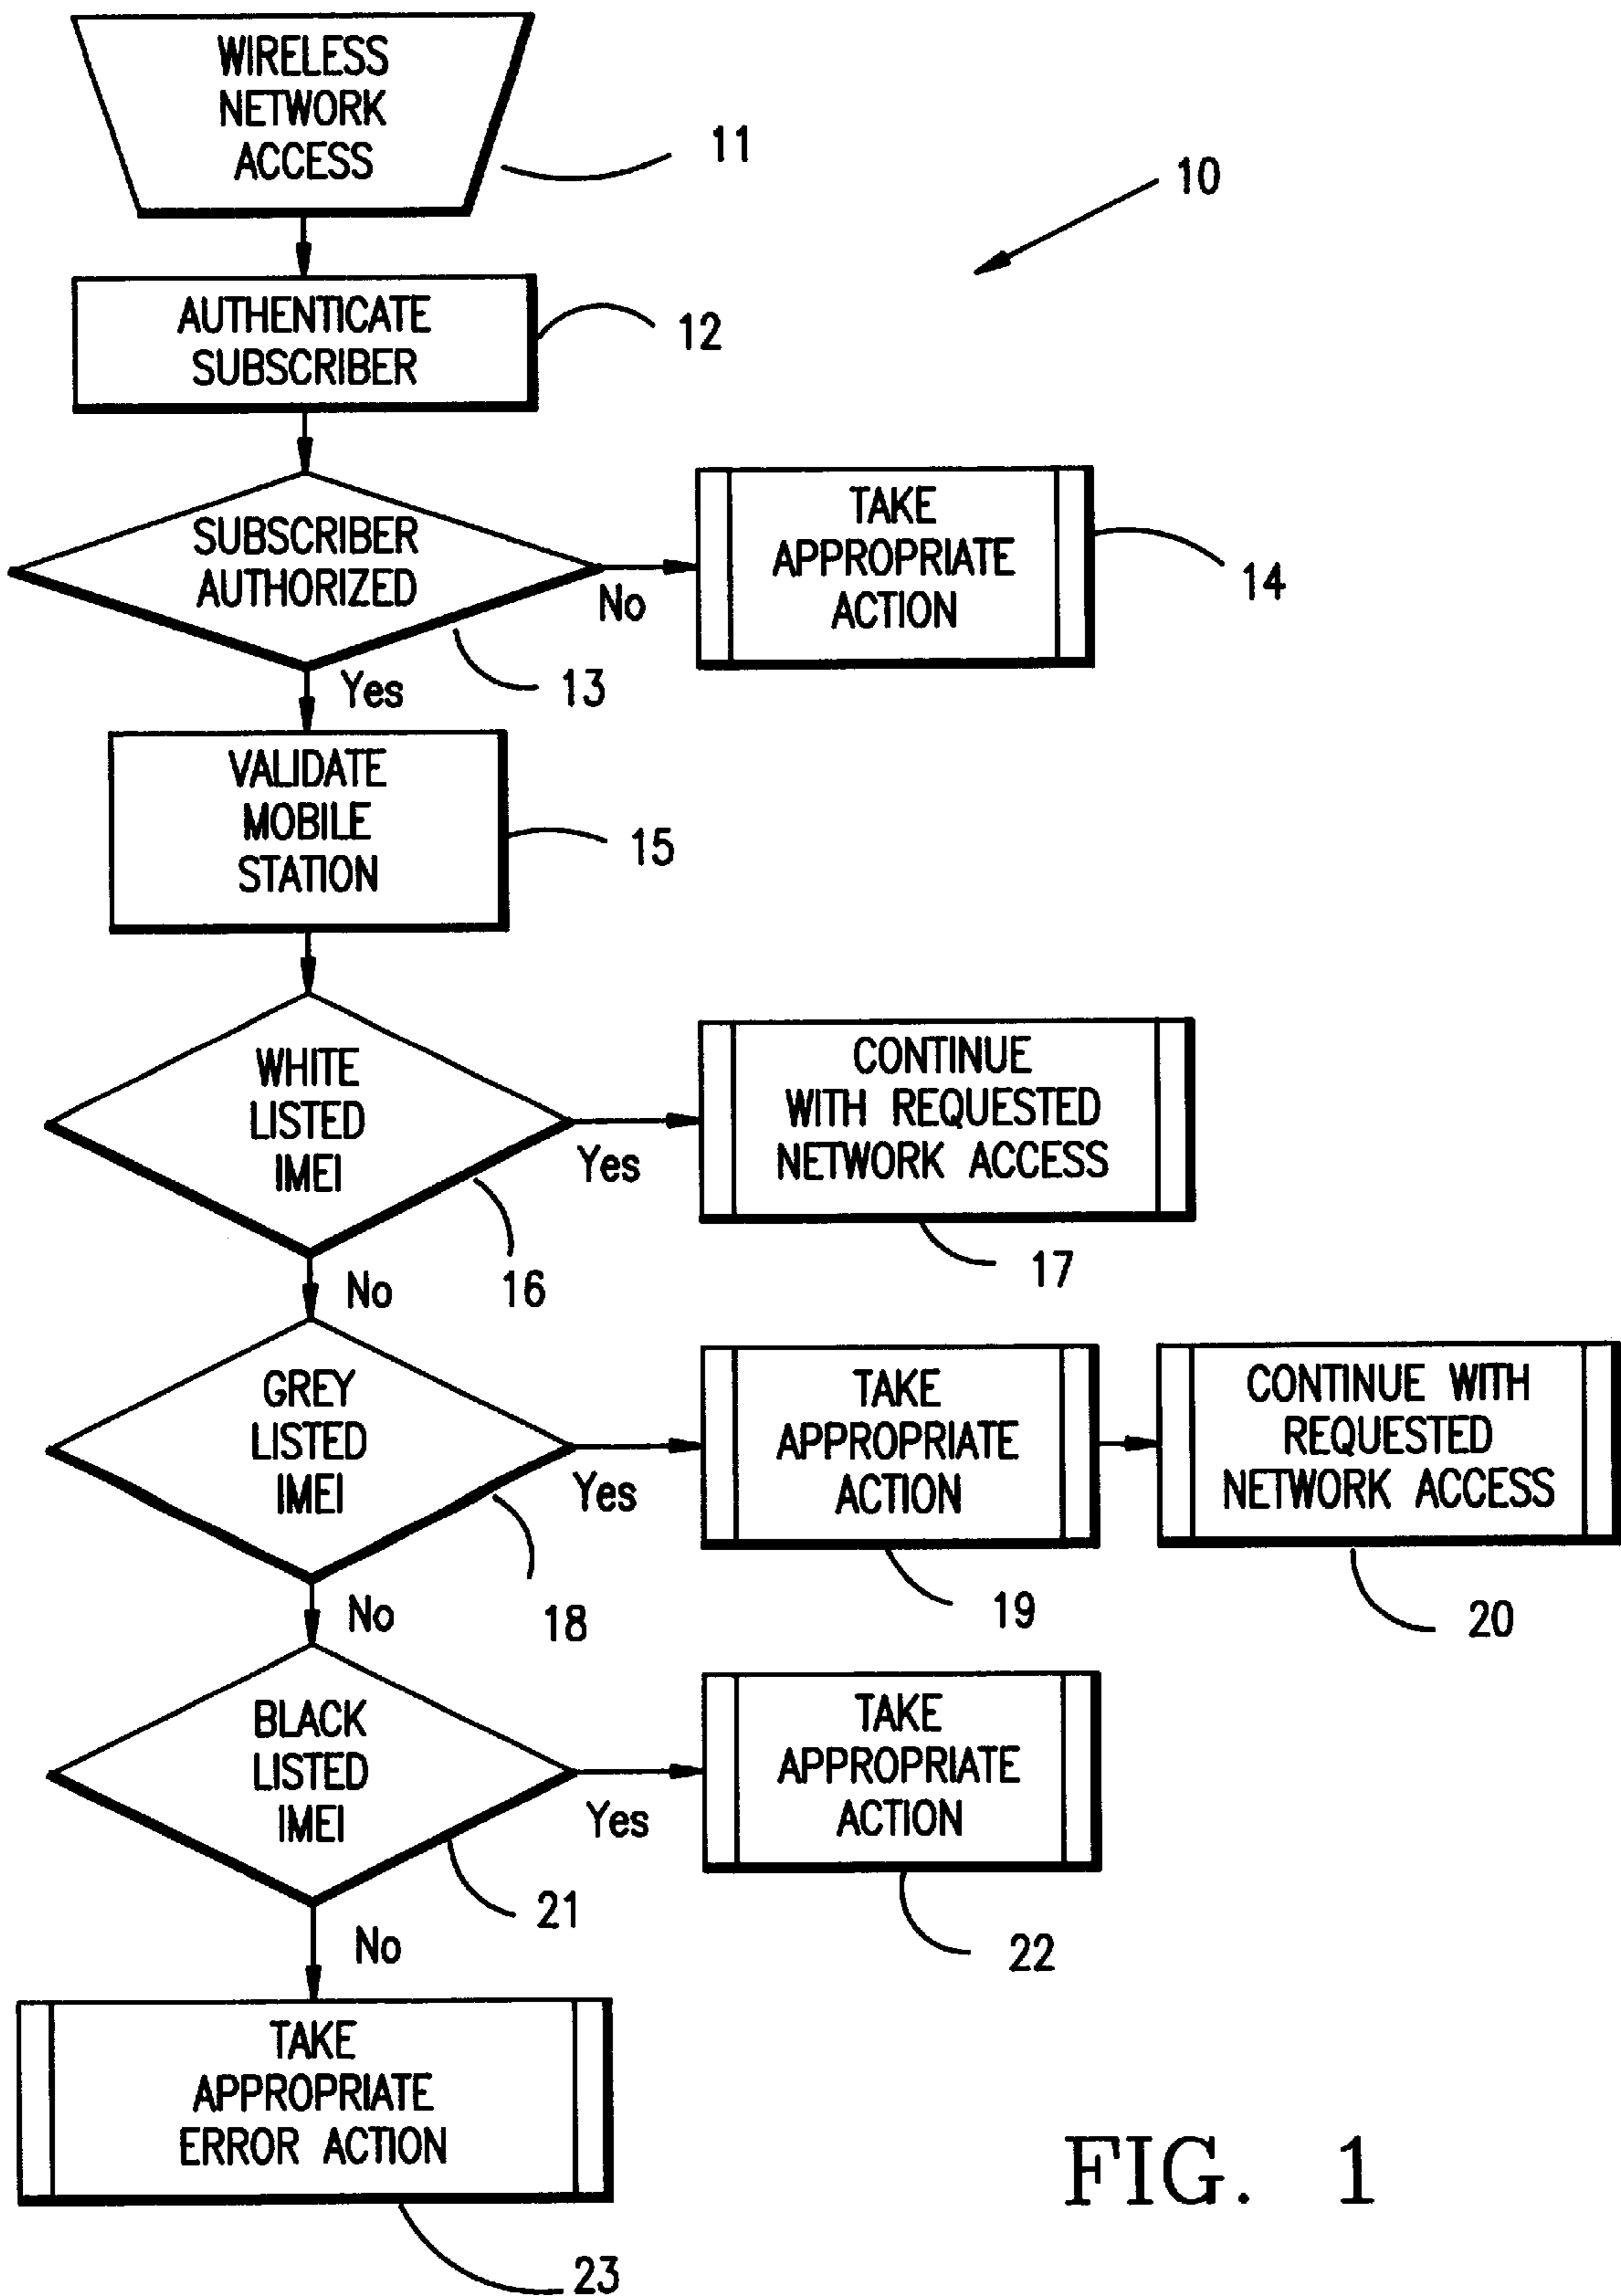 WIRELESS
NETWORK
ACCESS
11
10
AUTHENTICATE
SUBSCRIBER
12
SUBSCRIBER
AUTHORIZED
13
No
TAKE
APPROPRIATE
ACTION
14
Yes
VALIDATE
MOBILE
STATION
15
WHITE
LISTED
IMEI
16
Yes
CONTINUE
WITH REQUESTED
NETWORK ACCESS
17
No
GREY
LISTED
IMEI
18
Yes
TAKE
APPROPRIATE
ACTION
19
CONTINUE WITH
REQUESTED
NETWORK ACCESS
20
No
BLACK
LISTED
IMEI
21
Yes
TAKE
APPROPRIATE
ACTION
22
No
TAKE
APPROPRIATE
ERROR ACTION
23
FIG. 1